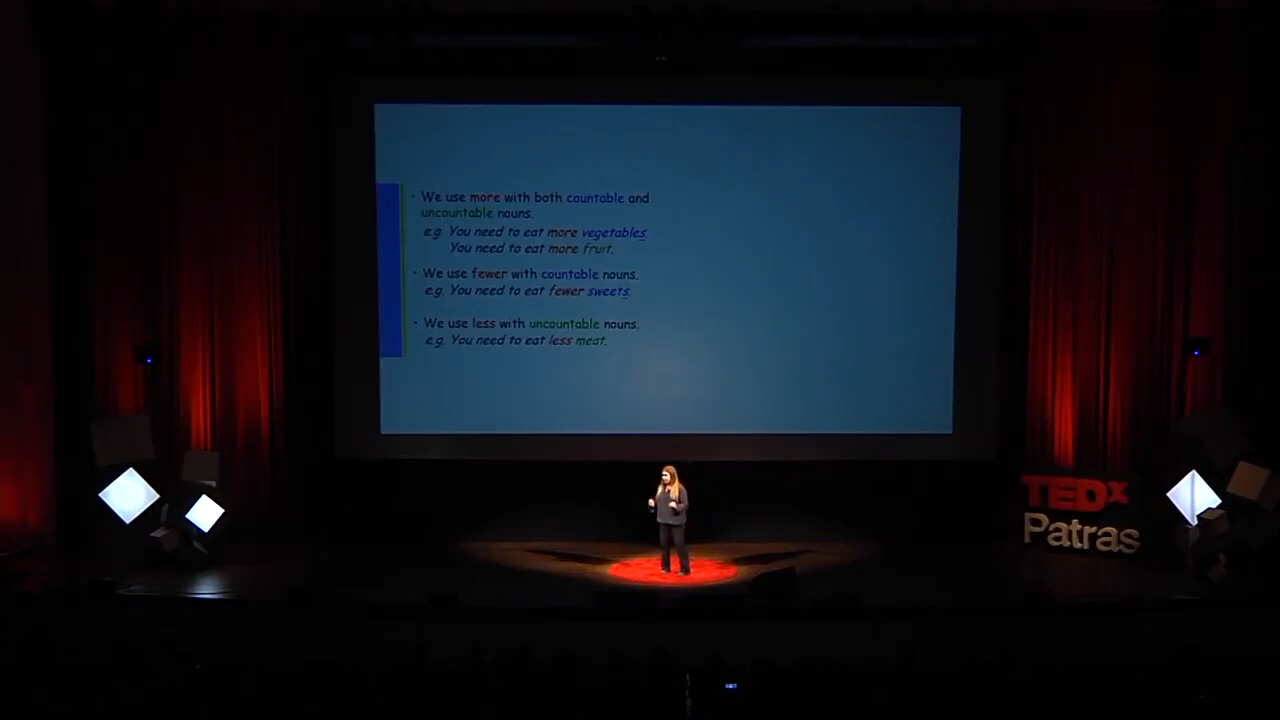 • We use more with both countable and
uncountable nouns.
e.g. You need to eat more vegetables.
You need to eat more fruit.
• We use fewer with countable nouns.
e.g. You need to eat fewer sweets.
• We use less with uncountable nouns.
e.g. You need to eat less meat.
TEDx
Patras